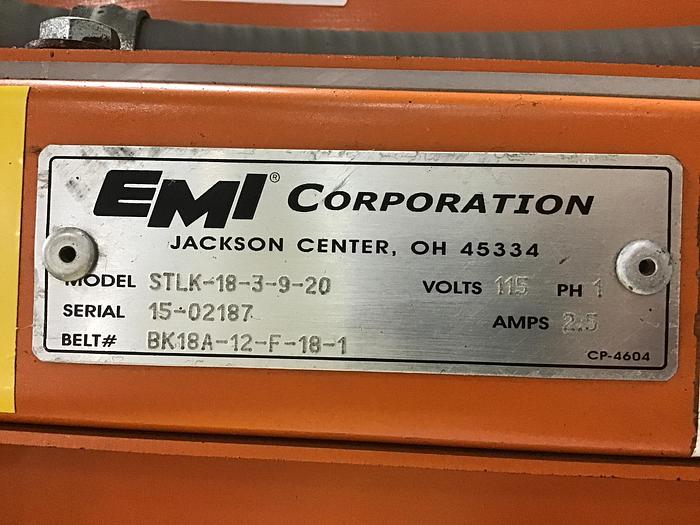 EMI® CORPORATION
JACKSON CENTER, OH 45334
MODEL STLK-18-3-9-20 VOLTS 115 PH 1
SERIAL 15-02187 AMPS 2.5
BELT# BK18A-12-F-18-1
CP-4604